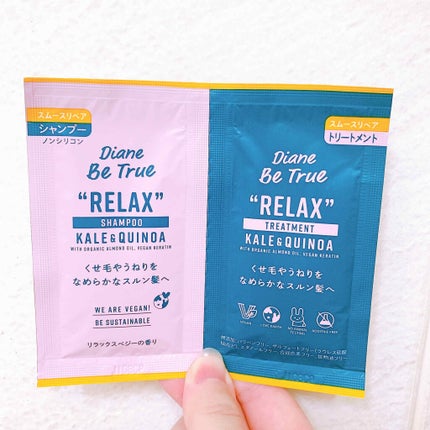 スムースリペア
シャンプー
ノンシリコン
Diane
Be True
"RELAX"
SHAMPOO
KALE & QUINOA
WITH ORGANIC ALMOND OIL, VEGAN KERATIN
くせ毛やうねりを
なめらかなスルン髪へ
WE ARE VEGAN!
BE SUSTAINABLE
リラックスベジーの香り
スムースリペア
トリートメント
Diane
Be True
"RELAX"
TREATMENT
KALE & QUINOA
WITH ORGANIC ALMOND OIL, VEGAN KERATIN
くせ毛やうねりを
なめらかなスルン髪へ
VEGAN